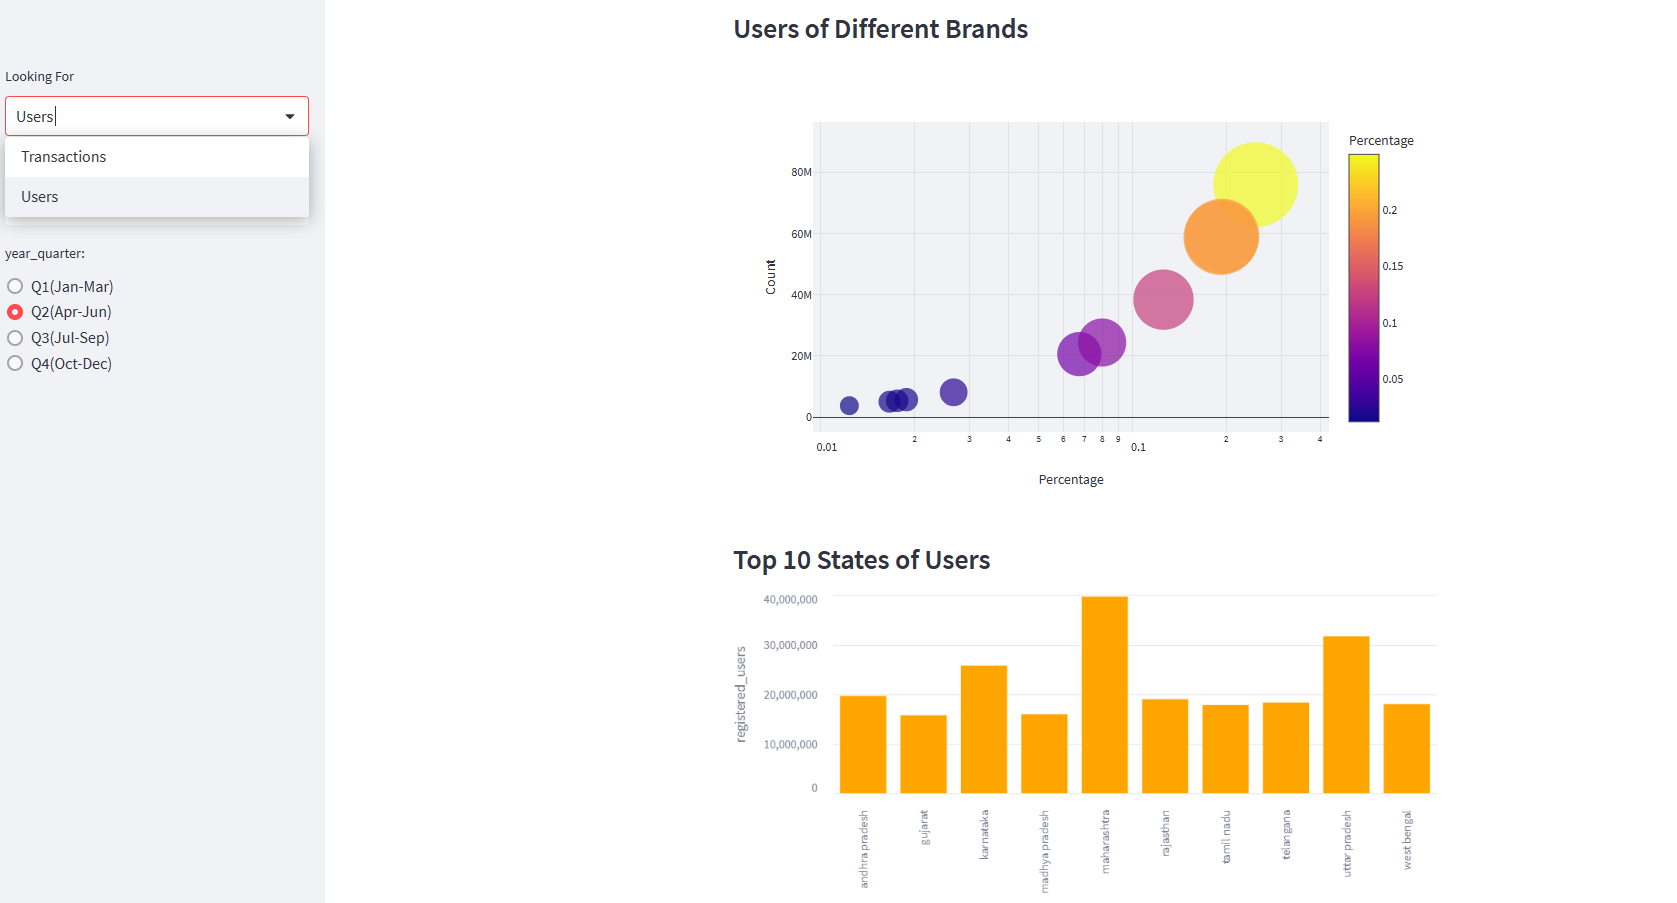 Looking For
Users
Transactions
Users
year_quarter:
Q1(Jan-Mar)
Q2(Apr-Jun)
Q3(Jul-Sep)
Q4(Oct-Dec)
Users of Different Brands
Count
80M
60M
40M
20M
0
0.01
2
3
4
5
6
7
8
9
0.1
2
3
4
Percentage
Percentage
0.2
0.15
0.1
0.05
Top 10 States of Users
registered_users
40,000,000
30,000,000
20,000,000
10,000,000
0
andhra pradesh
gujarat
karnataka
madhya pradesh
maharashtra
rajasthan
tamil nadu
telangana
uttar pradesh
west bengal